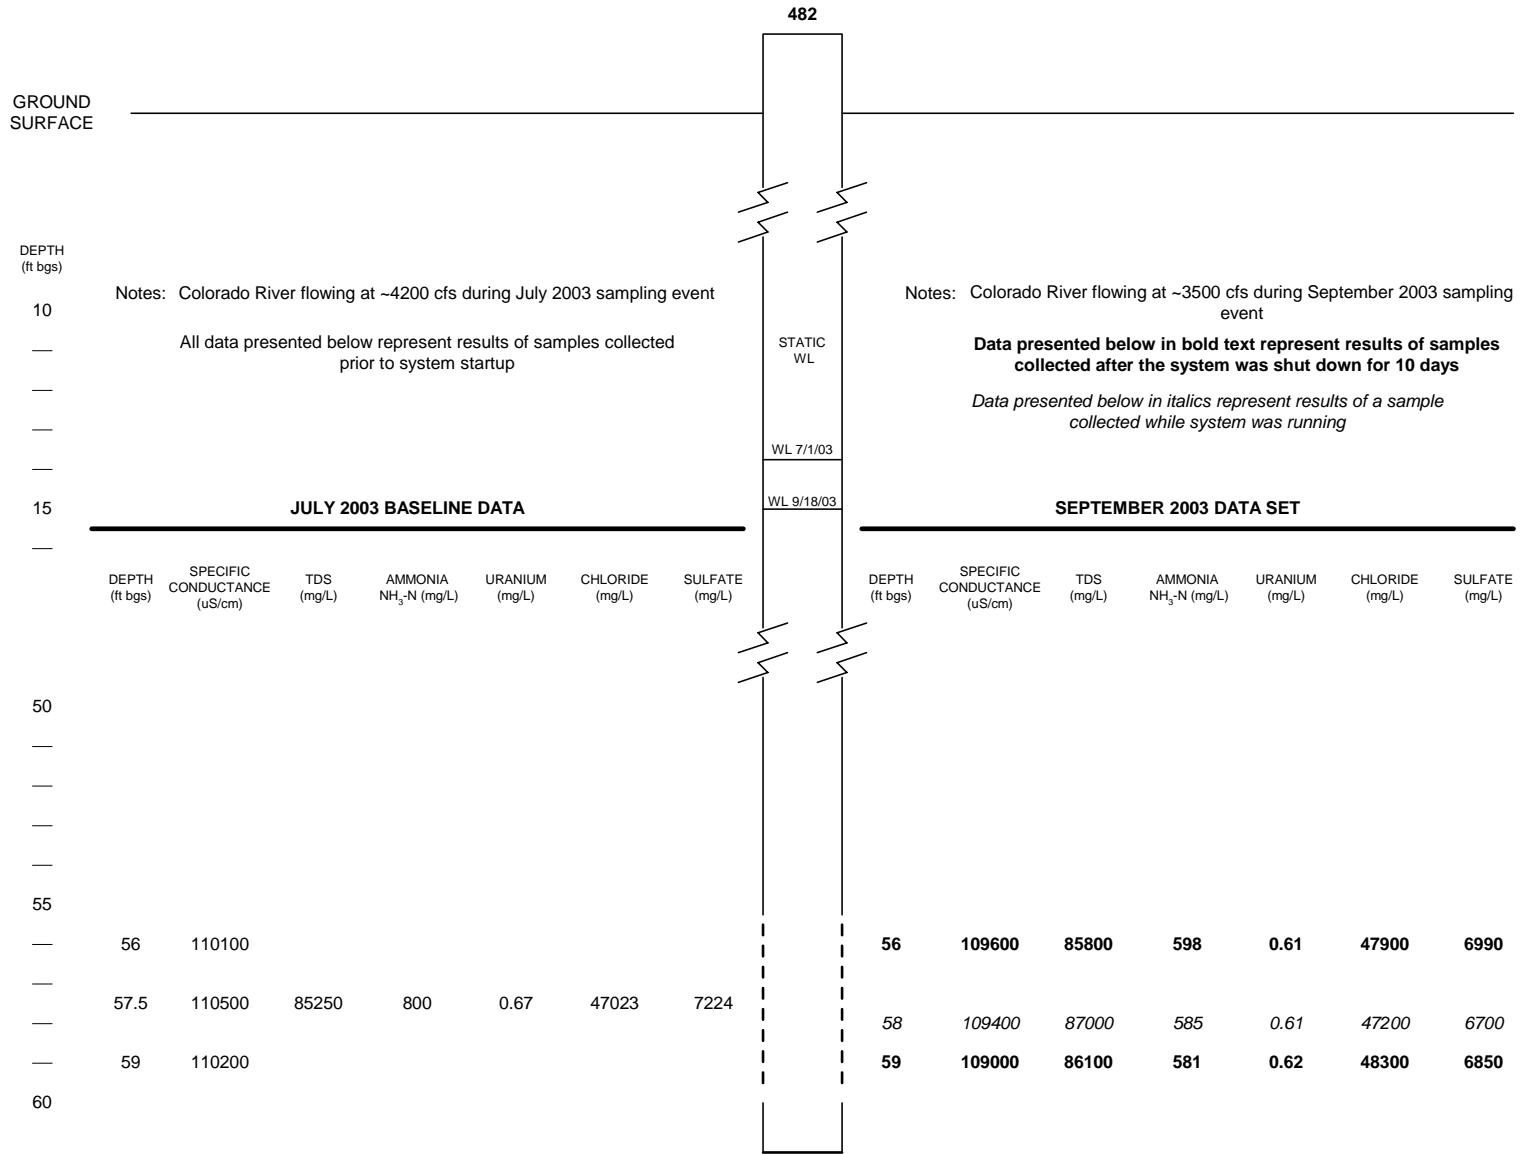 482
GROUND
SURFACE
DEPTH
(ft bgs)
10
15
50
55
60
Notes: Colorado River flowing at ~4200 cfs during July 2003 sampling event
All data presented below represent results of samples collected
prior to system startup
STATIC
WL
WL 7/1/03
WL 9/18/03
Notes: Colorado River flowing at ~3500 cfs during September 2003 sampling
event
Data presented below in bold text represent results of samples
collected after the system was shut down for 10 days
Data presented below in italics represent results of a sample
collected while system was running
JULY 2003 BASELINE DATA
DEPTH (ft bgs) SPECIFIC CONDUCTANCE (uS/cm) TDS (mg/L) AMMONIA NH3-N (mg/L) URANIUM (mg/L) CHLORIDE (mg/L) SULFATE (mg/L)
56 110100
57.5 110500 85250 800 0.67 47023 7224
59 110200
SEPTEMBER 2003 DATA SET
DEPTH (ft bgs) SPECIFIC CONDUCTANCE (uS/cm) TDS (mg/L) AMMONIA NH3-N (mg/L) URANIUM (mg/L) CHLORIDE (mg/L) SULFATE (mg/L)
56 109600 85800 598 0.61 47900 6990
58 109400 87000 585 0.61 47200 6700
59 109000 86100 581 0.62 48300 6850